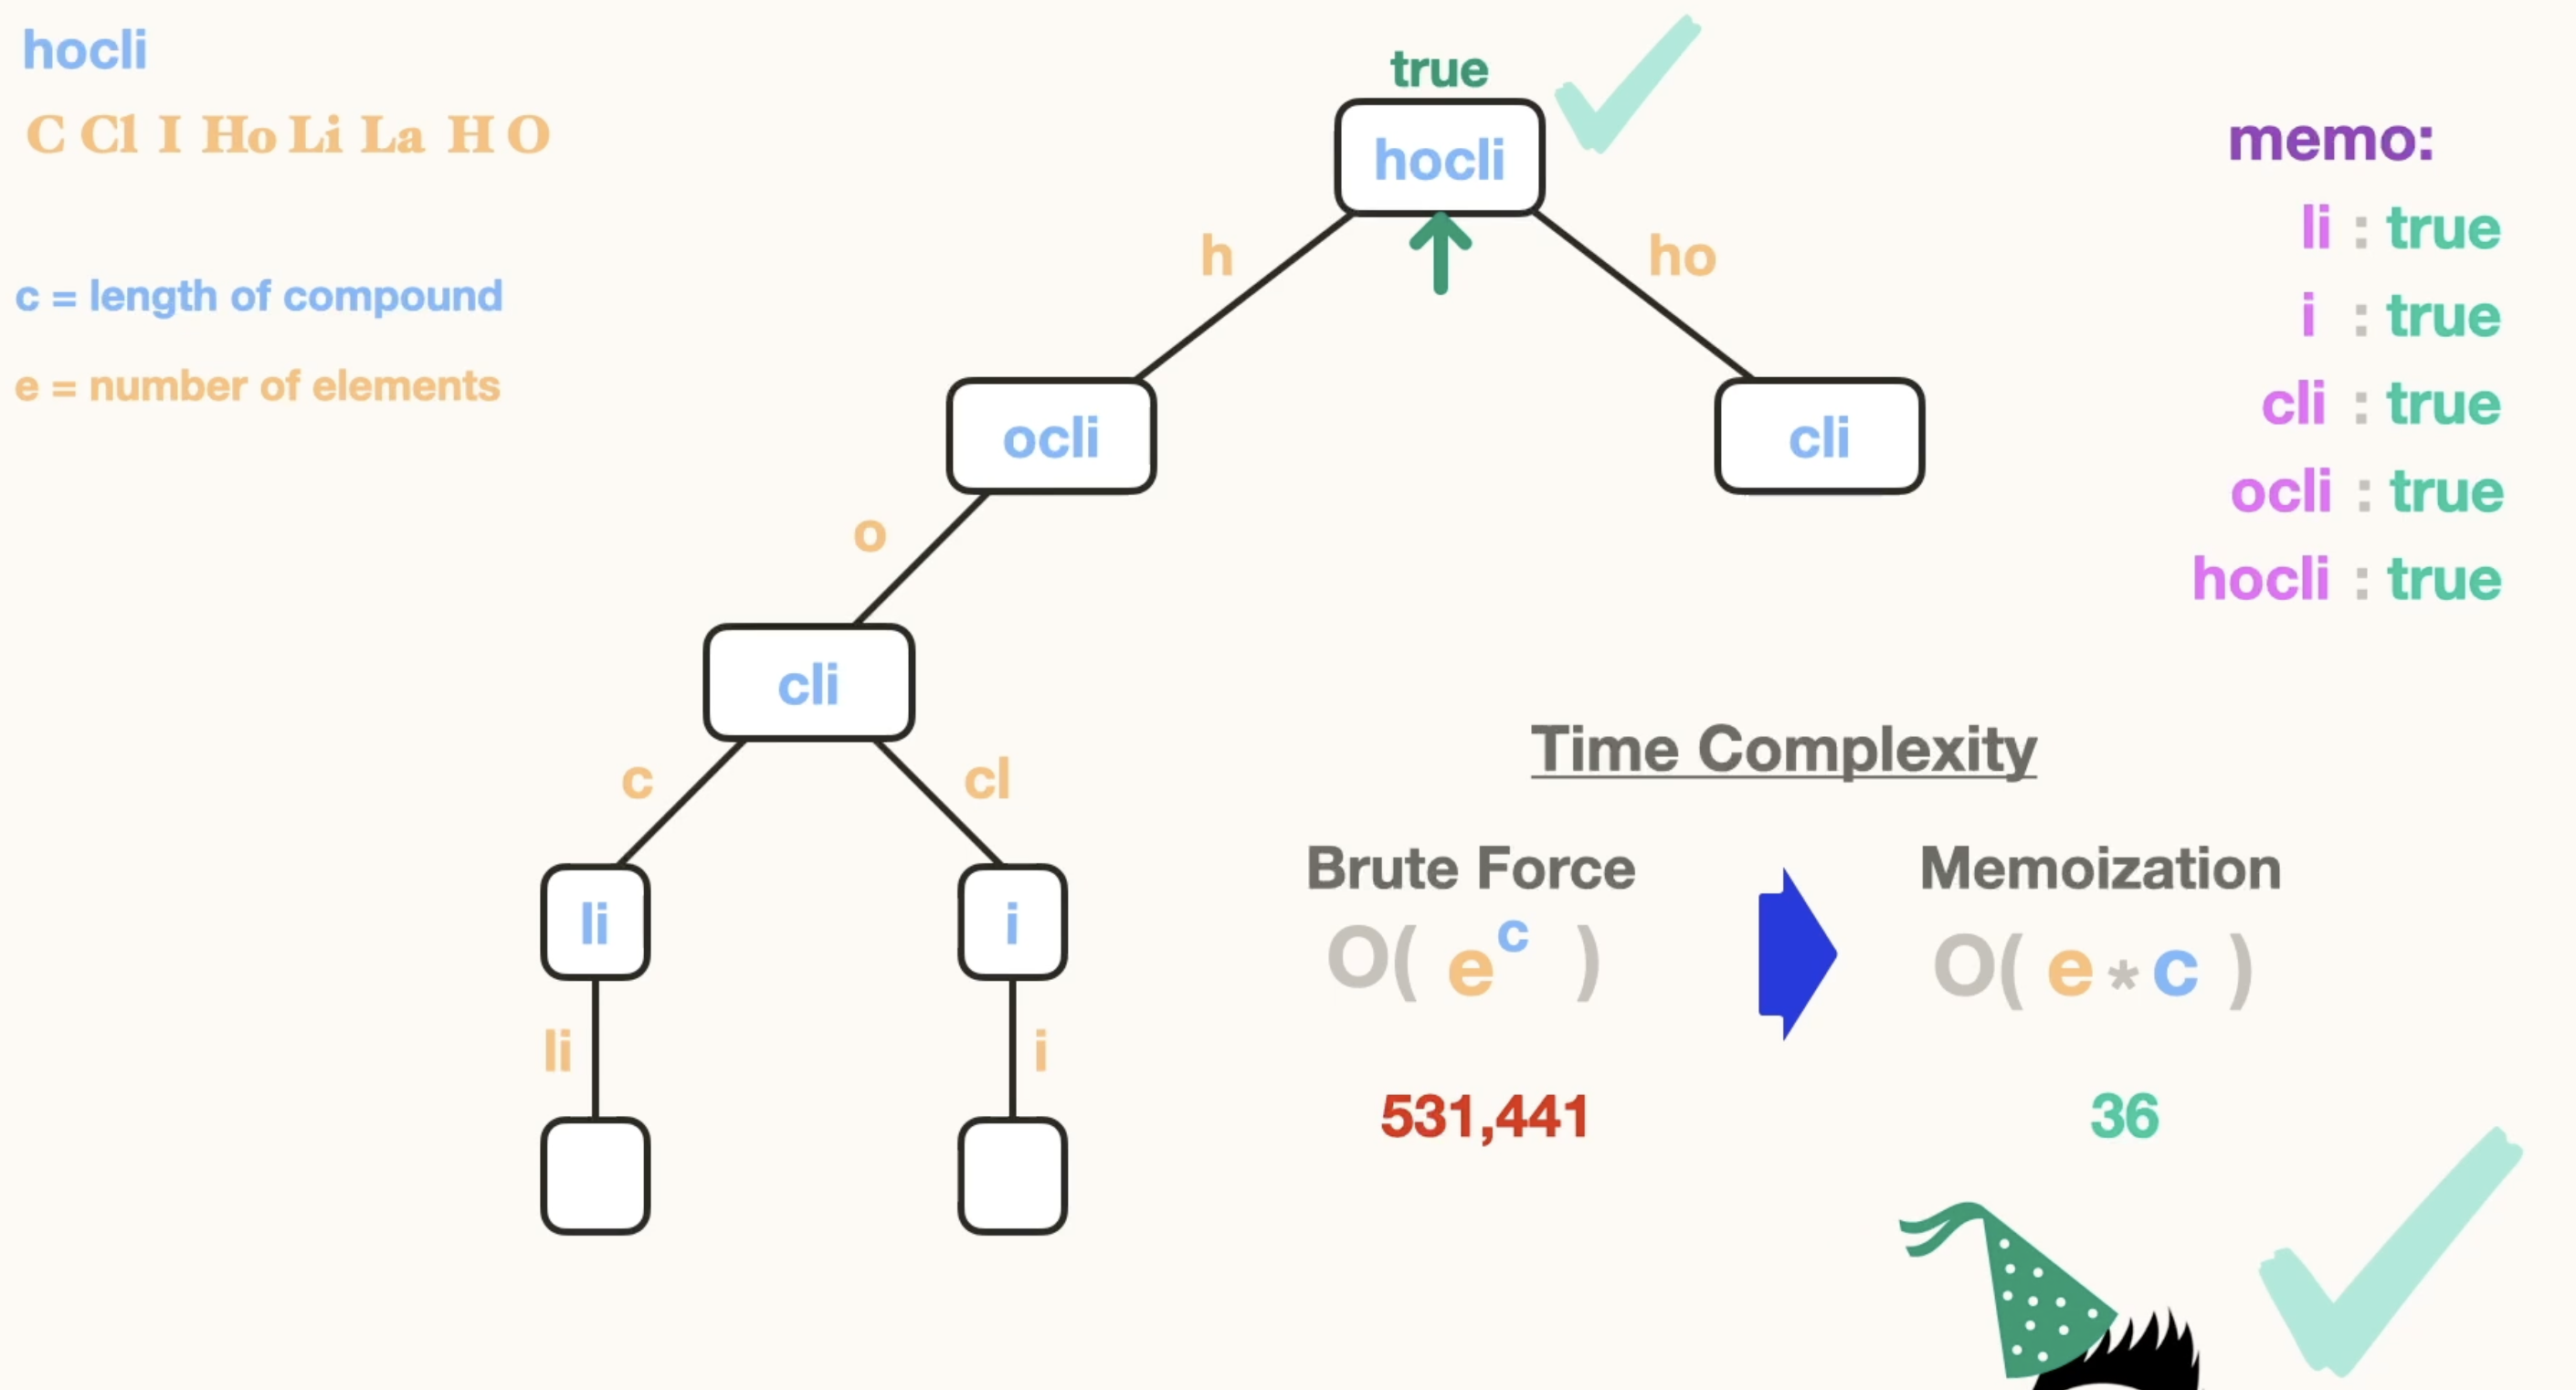 hocli
C Cl I Ho Li La H O
c = length of compound
e = number of elements
true
hocli
h
ho
ocli
cli
o
cli
c
cl
li
i
li
i
memo:
li : true
i : true
cli : true
ocli : true
hocli : true
Time Complexity
Brute Force
O( e^c )
531,441
Memoization
O( e * c )
36